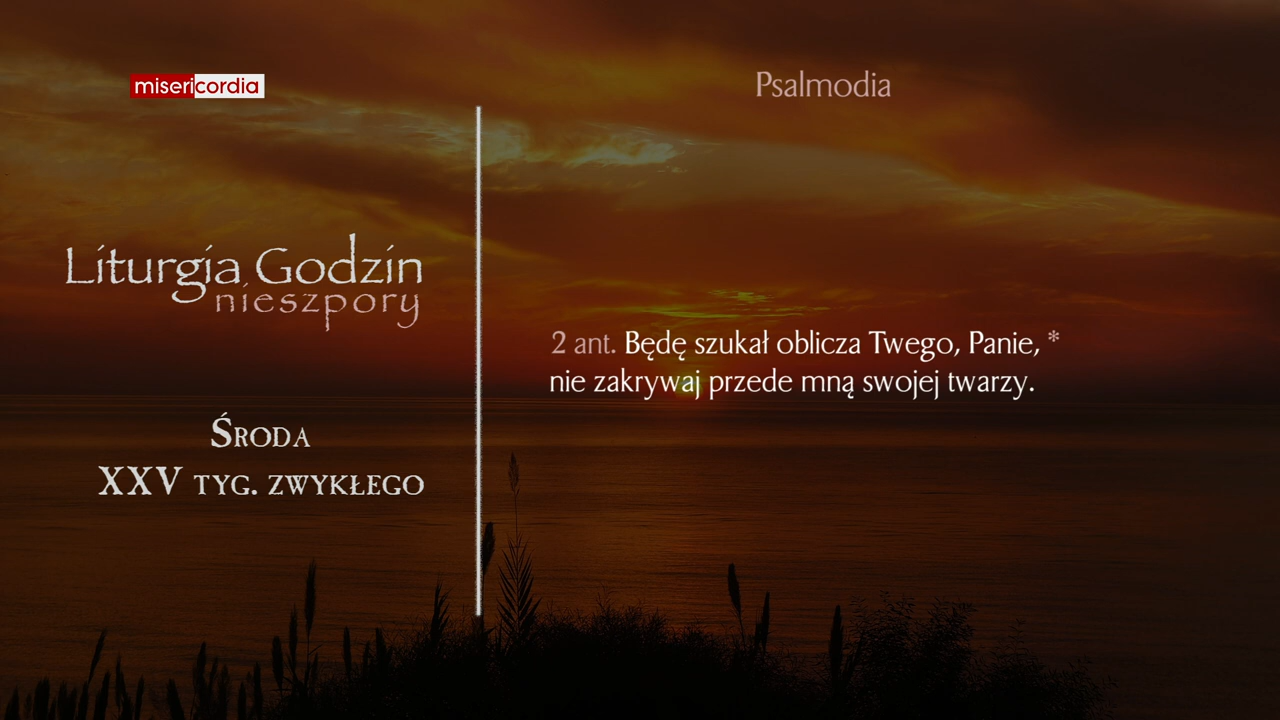 misericordia
Psalmodia
Liturgia Godzin
nieszpory
2 ant. Będę szukał oblicza Twego, Panie, *
nie zakrywaj przede mną swojej twarzy.
Środa
XXV tyg. zwykłego